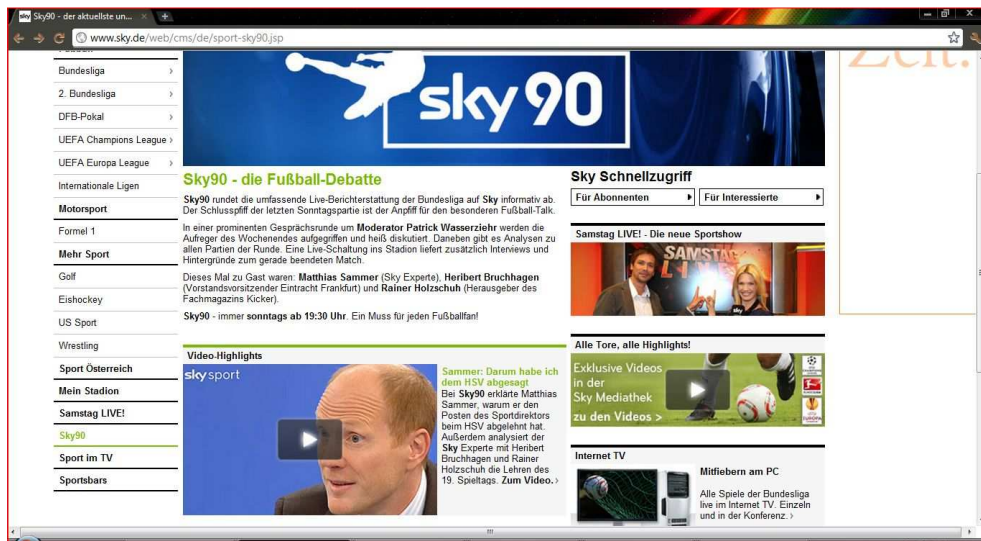 Sky90 - der aktuellste un...
www.sky.de/web/cms/de/sport-sky90.jsp
Bundesliga
2. Bundesliga
DFB-Pokal
UEFA Champions League
UEFA Europa League
Internationale Ligen
Motorsport
Formel 1
Mehr Sport
Golf
Eishockey
US Sport
Wrestling
Sport Österreich
Mein Stadion
Samstag LIVE!
Sky90
Sport im TV
Sportsbars
sky 90
Sky90 - die Fußball-Debatte
Sky90 rundet die umfassende Live-Berichterstattung der Bundesliga auf Sky informativ ab.
Der Schlusspfiff der letzten Sonntagspartie ist der Anpfiff für den besonderen Fußball-Talk.
In einer prominenten Gesprächsrunde um Moderator Patrick Wasserziehr werden die
Aufreger des Wochenendes aufgegriffen und heiß diskutiert. Daneben gibt es Analysen zu
allen Partien der Runde. Eine Live-Schaltung ins Stadion liefert zusätzlich Interviews und
Hintergründe zum gerade beendeten Match.
Dieses Mal zu Gast waren: Matthias Sammer (Sky Experte), Heribert Bruchhagen
(Vorstandsvorsitzender Eintracht Frankfurt) und Rainer Holzschuh (Herausgeber des
Fachmagazins Kicker).
Sky90 - immer sonntags ab 19:30 Uhr. Ein Muss für jeden Fußballfan!
Video-Highlights
sky sport
Sammer: Darum habe ich
dem HSV abgesagt
Bei Sky90 erklärte Matthias
Sammer, warum er den
Posten des Sportdirektors
beim HSV abgelehnt hat.
Außerdem analysiert der
Sky Experte mit Heribert
Bruchhagen und Rainer
Holzschuh die Lehren des
19. Spieltags. Zum Video.
Sky Schnellzugriff
Für Abonnenten
Für Interessierte
Samstag LIVE! - Die neue Sportshow
SAMSTAG
LIVE
Alle Tore, alle Highlights!
Exklusive Videos
in der
Sky Mediathek
zu den Videos >
Internet TV
Mitfiebern am PC
Alle Spiele der Bundesliga
live im Internet TV. Einzeln
und in der Konferenz.
Zeit.